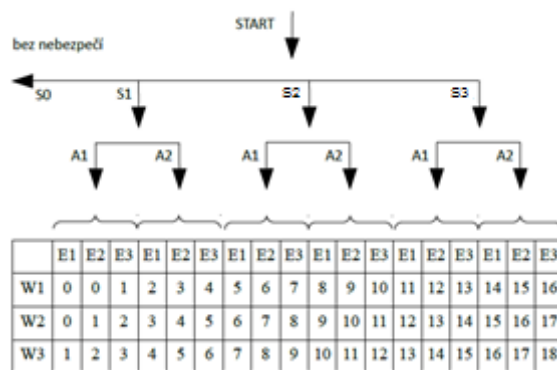 START
bez nebezpečí
S0 S1 S2 S3
A1 A2 A1 A2 A1 A2
E1 E2 E3 E1 E2 E3 E1 E2 E3 E1 E2 E3 E1 E2 E3 E1 E2 E3
W1 0 0 1 2 3 4 5 6 7 8 9 10 11 12 13 14 15 16
W2 0 1 2 3 4 5 6 7 8 9 10 11 12 13 14 15 16 17
W3 1 2 3 4 5 6 7 8 9 10 11 12 13 14 15 16 17 18